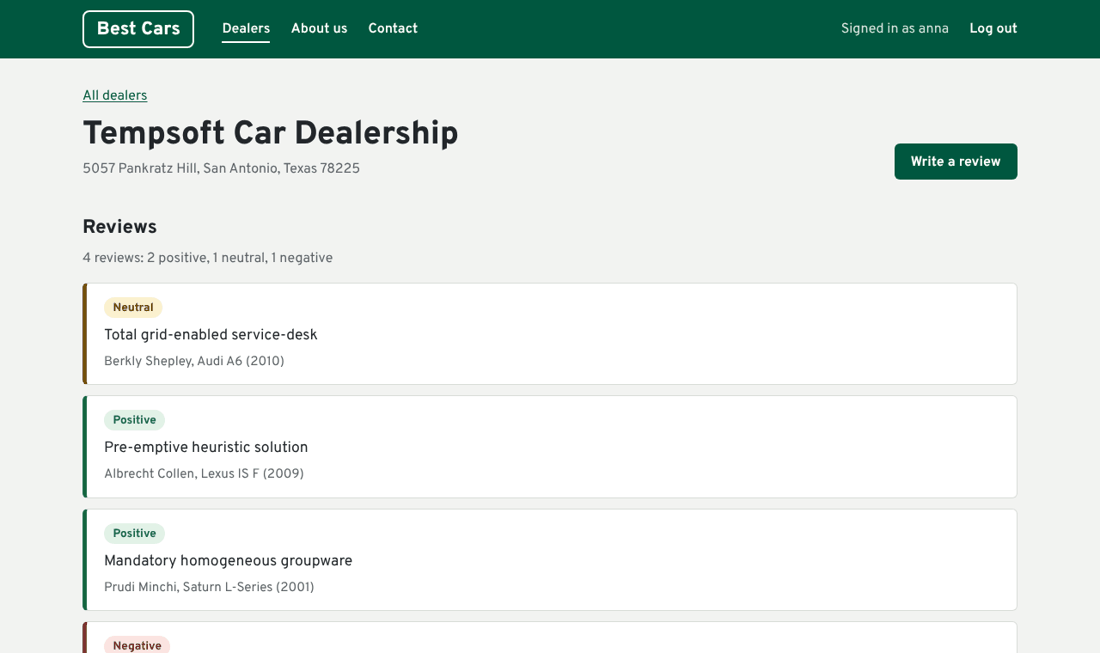 Best Cars
Dealers
About us
Contact
Signed in as anna
Log out
All dealers
Tempsoft Car Dealership
5057 Pankratz Hill, San Antonio, Texas 78225
Write a review
Reviews
4 reviews: 2 positive, 1 neutral, 1 negative
Neutral
Total grid-enabled service-desk
Berkly Shepley, Audi A6 (2010)
Positive
Pre-emptive heuristic solution
Albrecht Collen, Lexus IS F (2009)
Positive
Mandatory homogeneous groupware
Prudi Minchi, Saturn L-Series (2001)
Negative